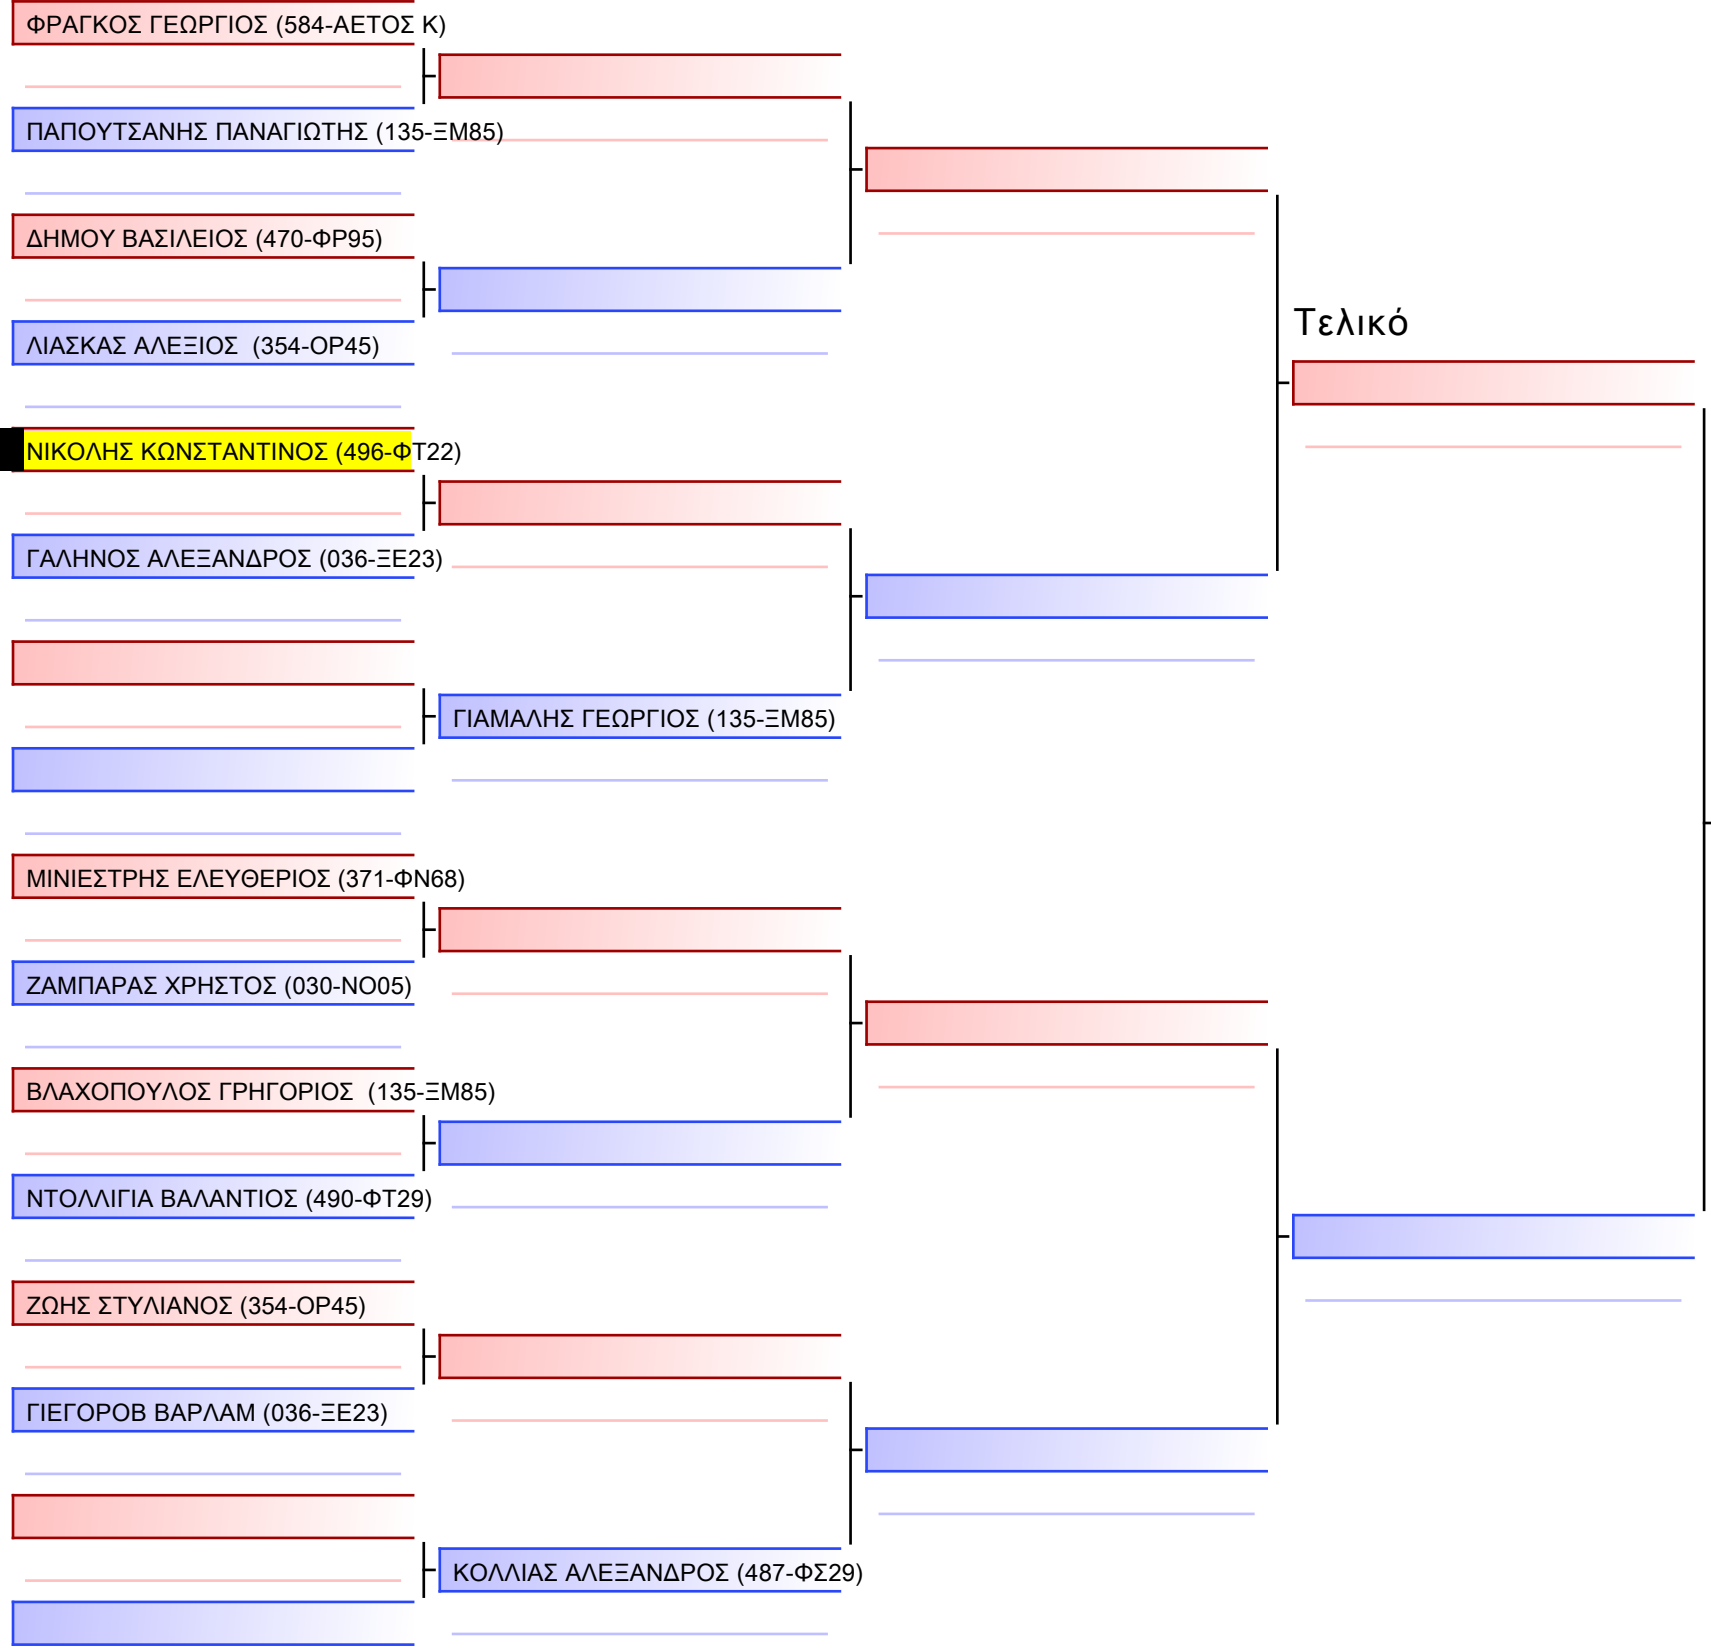 ΦΡΑΓΚΟΣ ΓΕΩΡΓΙΟΣ (584-ΑΕΤΟΣ Κ)
ΠΑΠΟΥΤΣΑΝΗΣ ΠΑΝΑΓΙΩΤΗΣ (135-ΞΜ85)
ΔΗΜΟΥ ΒΑΣΙΛΕΙΟΣ (470-ΦΡ95)
Τελικό
ΛΙΑΣΚΑΣ ΑΛΕΞΙΟΣ  (354-ΟΡ45)
ΝΙΚΟΛΗΣ ΚΩΝΣΤΑΝΤΙΝΟΣ (496-ΦΤ22)
ΓΑΛΗΝΟΣ ΑΛΕΞΑΝΔΡΟΣ (036-ΞΕ23)
ΓΙΑΜΑΛΗΣ ΓΕΩΡΓΙΟΣ (135-ΞΜ85)
ΜΙΝΙΕΣΤΡΗΣ ΕΛΕΥΘΕΡΙΟΣ (371-ΦΝ68)
ΖΑΜΠΑΡΑΣ ΧΡΗΣΤΟΣ (030-ΝΟ05)
ΒΛΑΧΟΠΟΥΛΟΣ ΓΡΗΓΟΡΙΟΣ  (135-ΞΜ85)
ΝΤΟΛΛΙΓΙΑ ΒΑΛΑΝΤΙΟΣ (490-ΦΤ29)
ΖΩΗΣ ΣΤΥΛΙΑΝΟΣ (354-ΟΡ45)
ΓΙΕΓΟΡΟΒ ΒΑΡΛΑΜ (036-ΞΕ23)
ΚΟΛΛΙΑΣ ΑΛΕΞΑΝΔΡΟΣ (487-ΦΣ29)